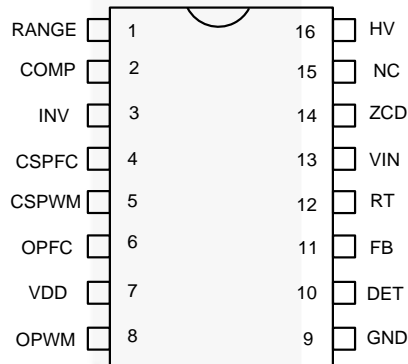 RANGE 1 16 HV
COMP 2 15 NC
INV 3 14 ZCD
CSPFC 4 13 VIN
CSPWM 5 12 RT
OPFC 6 11 FB
VDD 7 10 DET
OPWM 8 9 GND